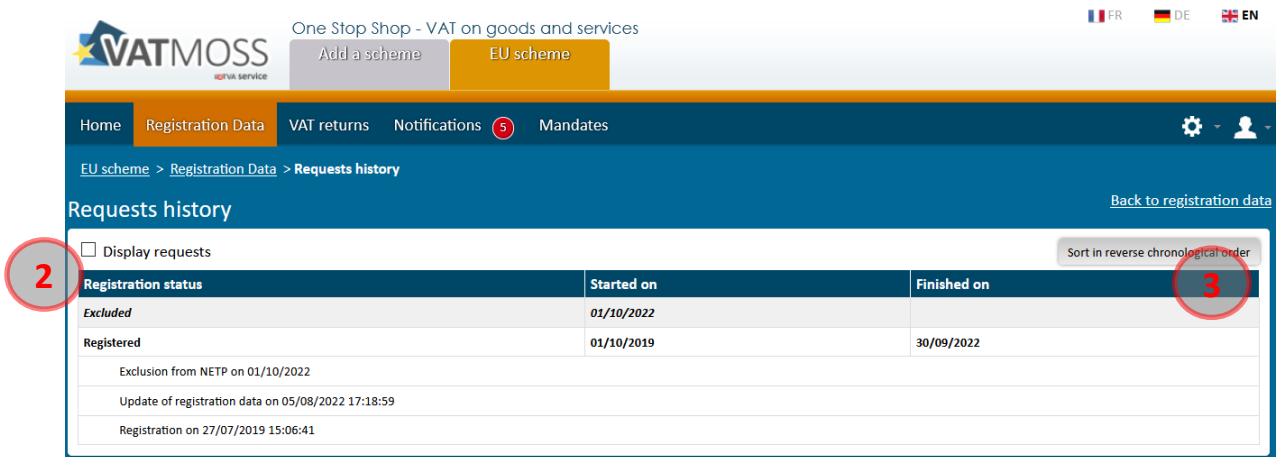 FR DE EN
VATMOSS
eTVA service
One Stop Shop - VAT on goods and services
Add a scheme EU scheme
Home Registration Data VAT returns Notifications 5 Mandates
EU scheme > Registration Data > Requests history
Requests history
Back to registration data
Display requests
Sort in reverse chronological order
2
3
Registration status Started on Finished on
Excluded 01/10/2022
Registered 01/10/2019 30/09/2022
Exclusion from NETP on 01/10/2022
Update of registration data on 05/08/2022 17:18:59
Registration on 27/07/2019 15:06:41